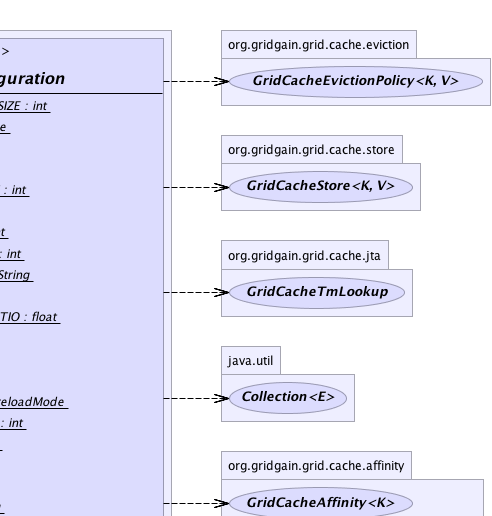 >
guration
SIZE : int
e
: int
nt
: int
String
TIO : float
eloadMode
: int
org.gridgain.grid.cache.eviction
GridCacheEvictionPolicy<K, V>
org.gridgain.grid.cache.store
GridCacheStore<K, V>
org.gridgain.grid.cache.jta
GridCacheTmLookup
java.util
Collection<E>
org.gridgain.grid.cache.affinity
GridCacheAffinity<K>